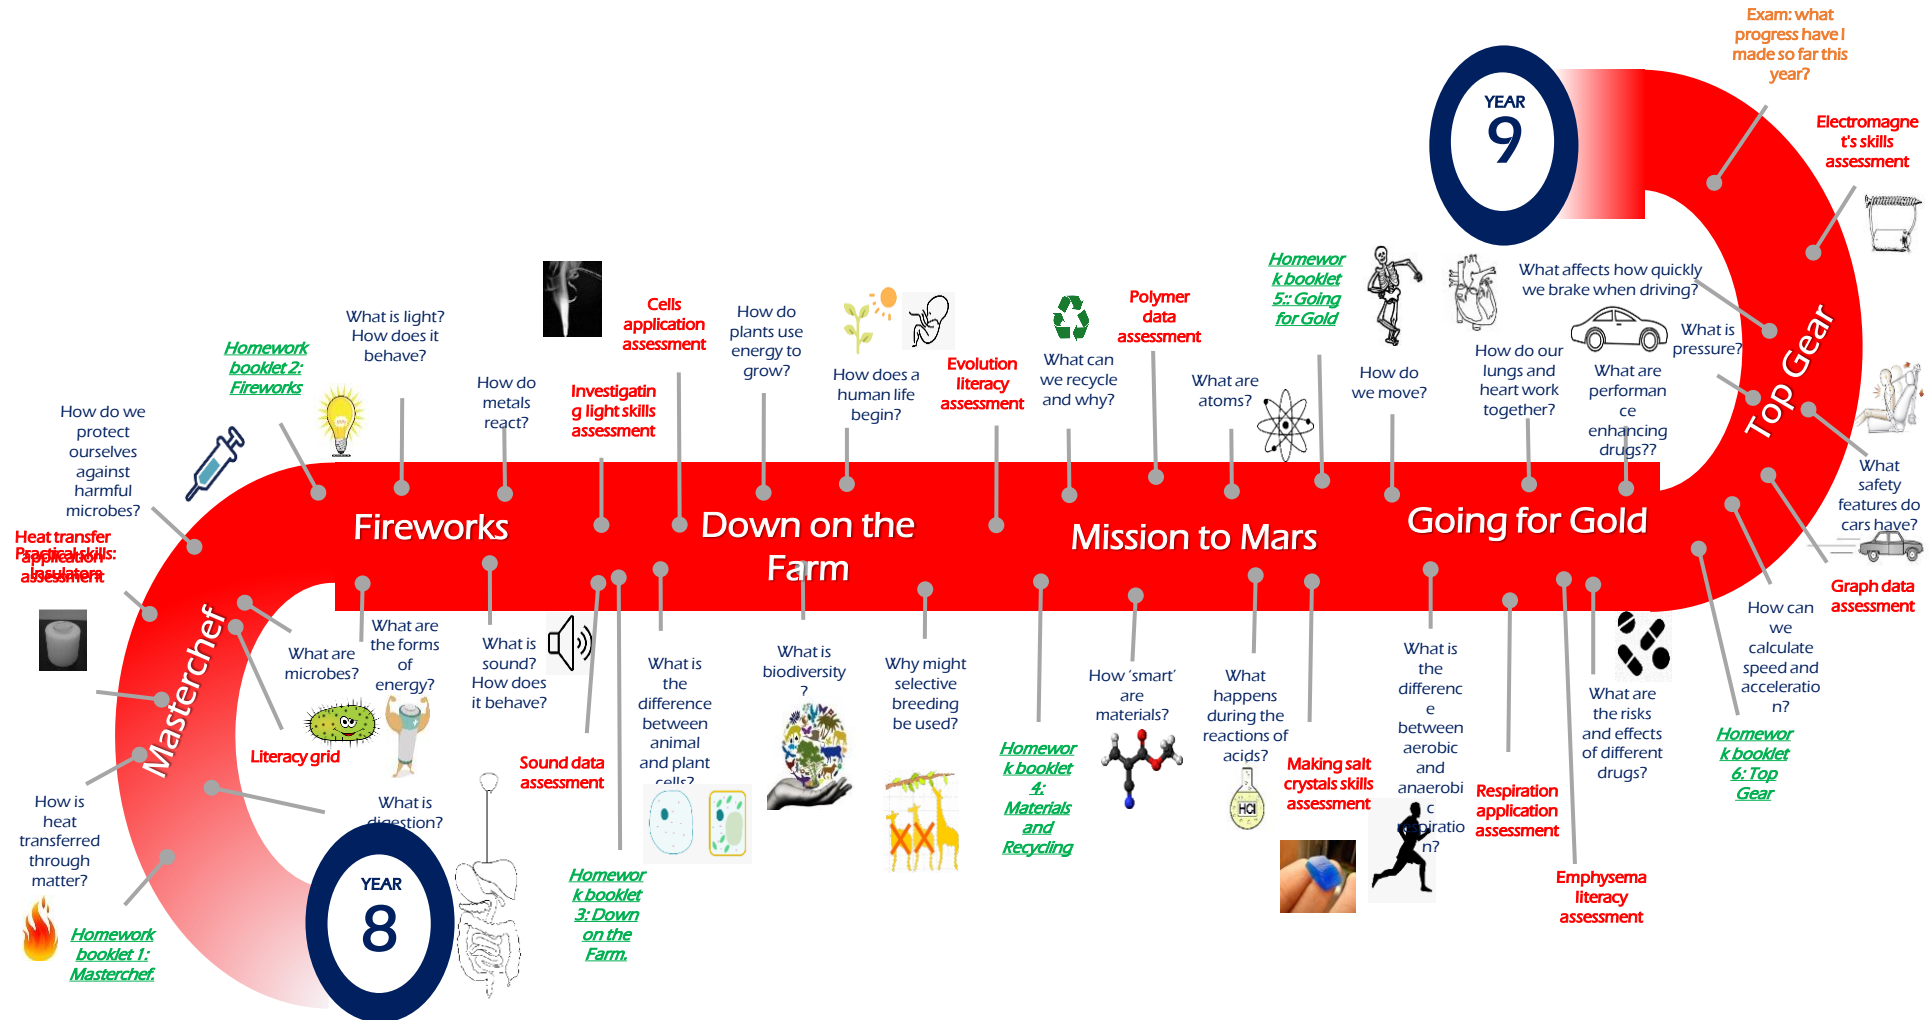 Exam: what
progress have I
made so far this
year?
YEAR
9
Electromagne
t's skills
assessment
What affects how quickly
we brake when driving?
What is
pressure?
Top Gear
What
safety
features do
cars have?
Graph data
assessment
How can
we
calculate
speed and
acceleratio
n?
Homewor
k booklet
6: Top
Gear
Homewor
k booklet
5:: Going
for Gold
How do
we move?
How do our
lungs and
heart work
together?
What are
performan
ce
enhancing
drugs??
Going for Gold
What is
the
differenc
e
between
aerobic
and
anaerobi
c
respiratio
n?
Respiration
application
assessment
Emphysema
literacy
assessment
What are
the risks
and effects
of different
drugs?
What can
we recycle
and why?
Polymer
data
assessment
What are
atoms?
Mission to Mars
Homewor
k booklet
4:
Materials
and
Recycling
How ‘smart’
are
materials?
What
happens
during the
reactions of
acids?
HCl
Making salt
crystals skills
assessment
Cells
application
assessment
How do
plants use
energy to
grow?
How does a
human life
begin?
Evolution
literacy
assessment
Down on the
Farm
Homewor
k booklet
3: Down
on the
Farm.
What is
the
difference
between
animal
and plant
cells?
What is
biodiversity
?
Why might
selective
breeding
be used?
Homework
booklet 2:
Fireworks
What is light?
How does it
behave?
How do
metals
react?
Investigatin
g light skills
assessment
Fireworks
What are
the forms
of
energy?
What is
sound?
How does
it behave?
Sound data
assessment
How do we
protect
ourselves
against
harmful
microbes?
Heat transfer
application
assessment
Practical skills:
Insulators
Masterchef
What are
microbes?
Literacy grid
What is
digestion?
How is
heat
transferred
through
matter?
Homework
booklet 1:
Masterchef.
YEAR
8